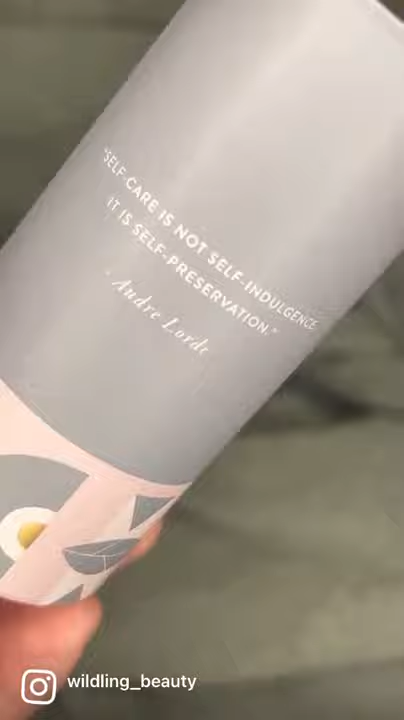 "SELF-CARE IS NOT SELF-INDULGENCE
IT IS SELF-PRESERVATION."
- Audre Lorde
wildling_beauty